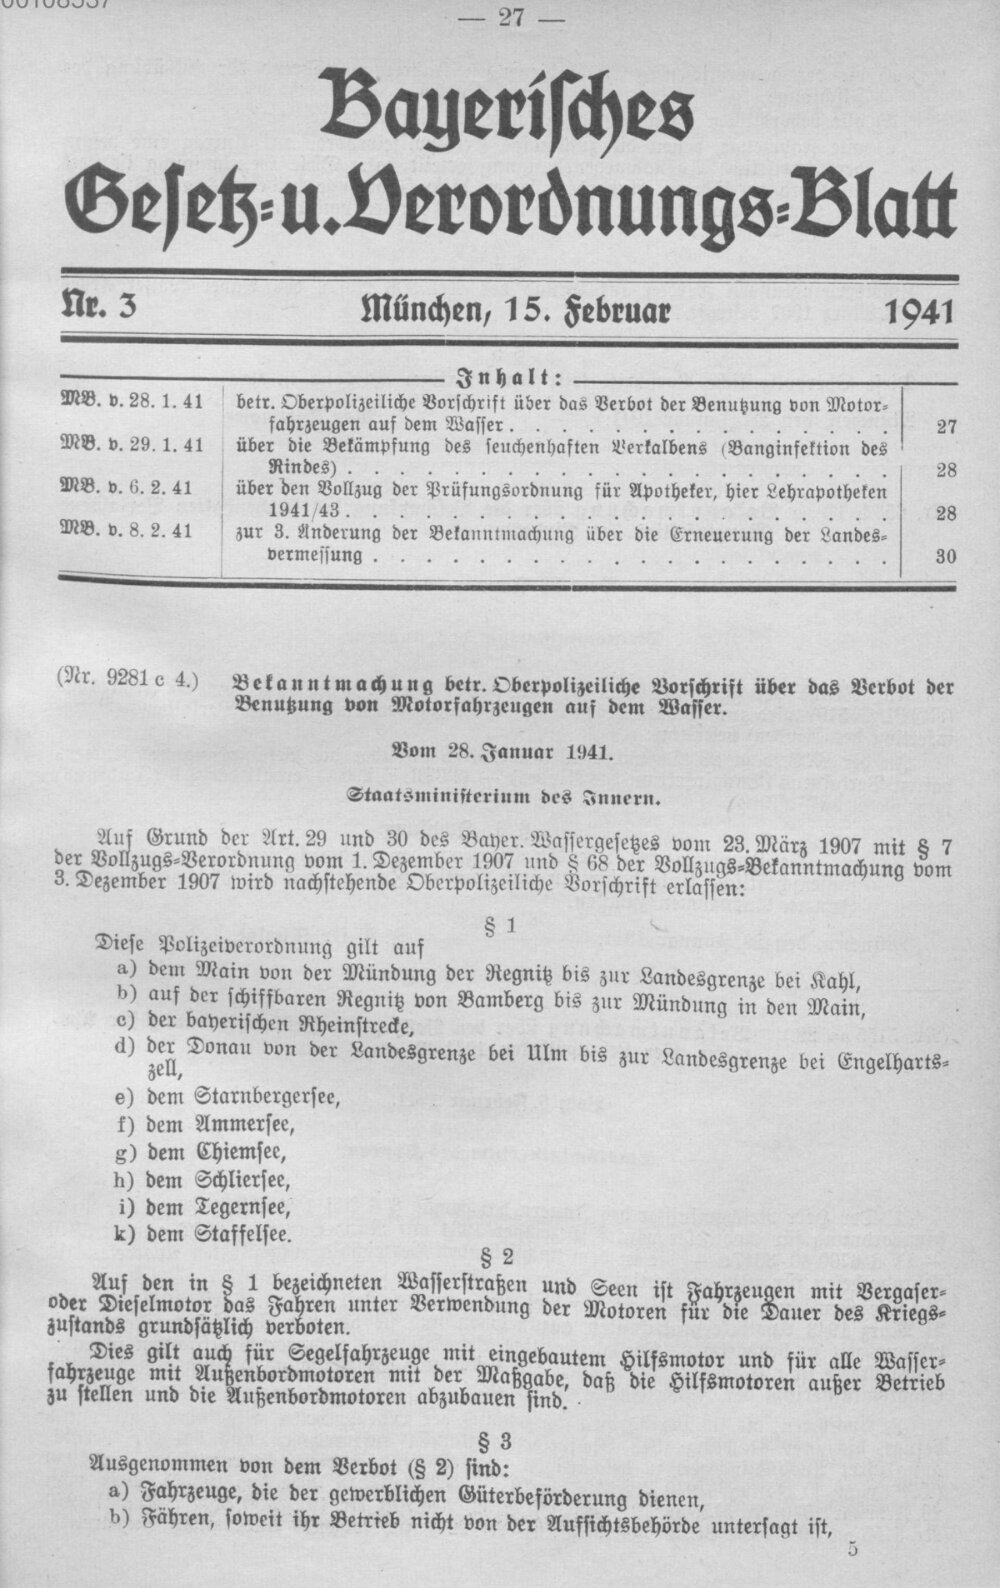 00108537
— 27 —
Bayerisches
Gesetz- u. Verordnungs-Blatt
Nr. 3 München, 15. Februar 1941
Inhalt:
MB. v. 28. 1. 41 betr. Oberpolizeiliche Vorschrift über das Verbot der Benutzung von Motor-
fahrzeugen auf dem Wasser . . . . . . . . . . . . . . . . 27
MB. v. 29. 1. 41 über die Bekämpfung des seuchenhaften Verkalbens (Banginfektion des
Rindes) . . . . . . . . . . . . . . . . . . . . . 28
MB. v. 6. 2. 41 über den Vollzug der Prüfungsordnung für Apotheker, hier Lehrapotheken
1941/43 . . . . . . . . . . . . . . . . . . . . . 28
MB. v. 8. 2. 41 zur 3. Änderung der Bekanntmachung über die Erneuerung der Landes-
vermessung . . . . . . . . . . . . . . . . . . . . 30
(Nr. 9281 c 4.) Bekanntmachung betr. Oberpolizeiliche Vorschrift über das Verbot der
Benutzung von Motorfahrzeugen auf dem Wasser.
Vom 28. Januar 1941.
Staatsministerium des Innern.
Auf Grund der Art. 29 und 30 des Bayer. Wassergesetzes vom 23. März 1907 mit § 7
der Vollzugs-Verordnung vom 1. Dezember 1907 und § 68 der Vollzugs-Bekanntmachung vom
3. Dezember 1907 wird nachstehende Oberpolizeiliche Vorschrift erlassen:
§ 1
Diese Polizeiverordnung gilt auf
a) dem Main von der Mündung der Regnitz bis zur Landesgrenze bei Kahl,
b) auf der schiffbaren Regnitz von Bamberg bis zur Mündung in den Main,
c) der bayerischen Rheinstrecke,
d) der Donau von der Landesgrenze bei Ulm bis zur Landesgrenze bei Engelharts-
zell,
e) dem Starnbergersee,
f) dem Ammersee,
g) dem Chiemsee,
h) dem Schliersee,
i) dem Tegernsee,
k) dem Staffelsee.
§ 2
Auf den in § 1 bezeichneten Wasserstraßen und Seen ist Fahrzeugen mit Vergaser-
oder Dieselmotor das Fahren unter Verwendung der Motoren für die Dauer des Kriegs-
zustands grundsätzlich verboten.
Dies gilt auch für Segelfahrzeuge mit eingebautem Hilfsmotor und für alle Wasser-
fahrzeuge mit Außenbordmotoren mit der Maßgabe, daß die Hilfsmotoren außer Betrieb
zu stellen und die Außenbordmotoren abzubauen sind.
§ 3
Ausgenommen von dem Verbot (§ 2) sind:
a) Fahrzeuge, die der gewerblichen Güterbeförderung dienen,
b) Fähren, soweit ihr Betrieb nicht von der Aufsichtsbehörde untersagt ist,
5